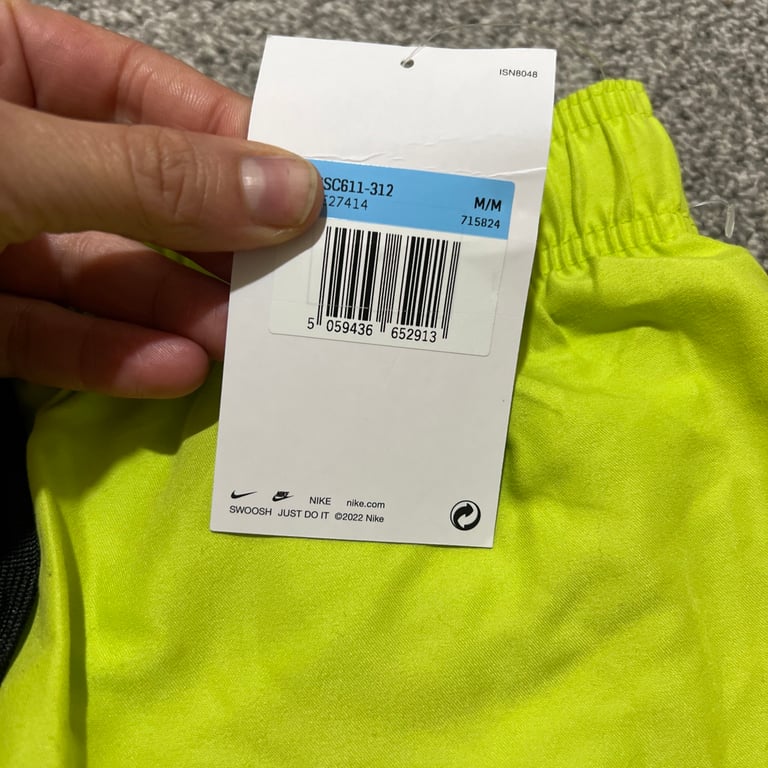 ISN8048
SC611-312
27414
M/M
715824
5 059436 652913
NIKE nike.com
SWOOSH JUST DO IT ©2022 Nike